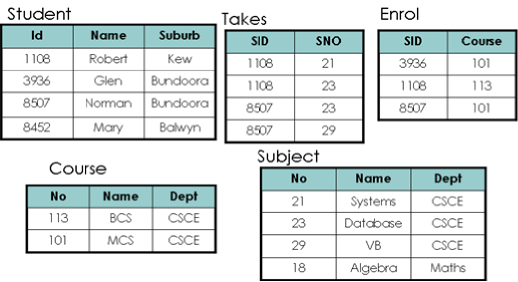 Student
Id Name Suburb
1108 Robert Kew
3936 Glen Bundoora
8507 Norman Bundoora
8452 Mary Balwyn
Takes
SID SNO
1108 21
1108 23
8507 23
8507 29
Enrol
SID Course
3936 101
1108 113
8507 101
Course
No Name Dept
113 BCS CSCE
101 MCS CSCE
Subject
No Name Dept
21 Systems CSCE
23 Database CSCE
29 VB CSCE
18 Algebra Maths